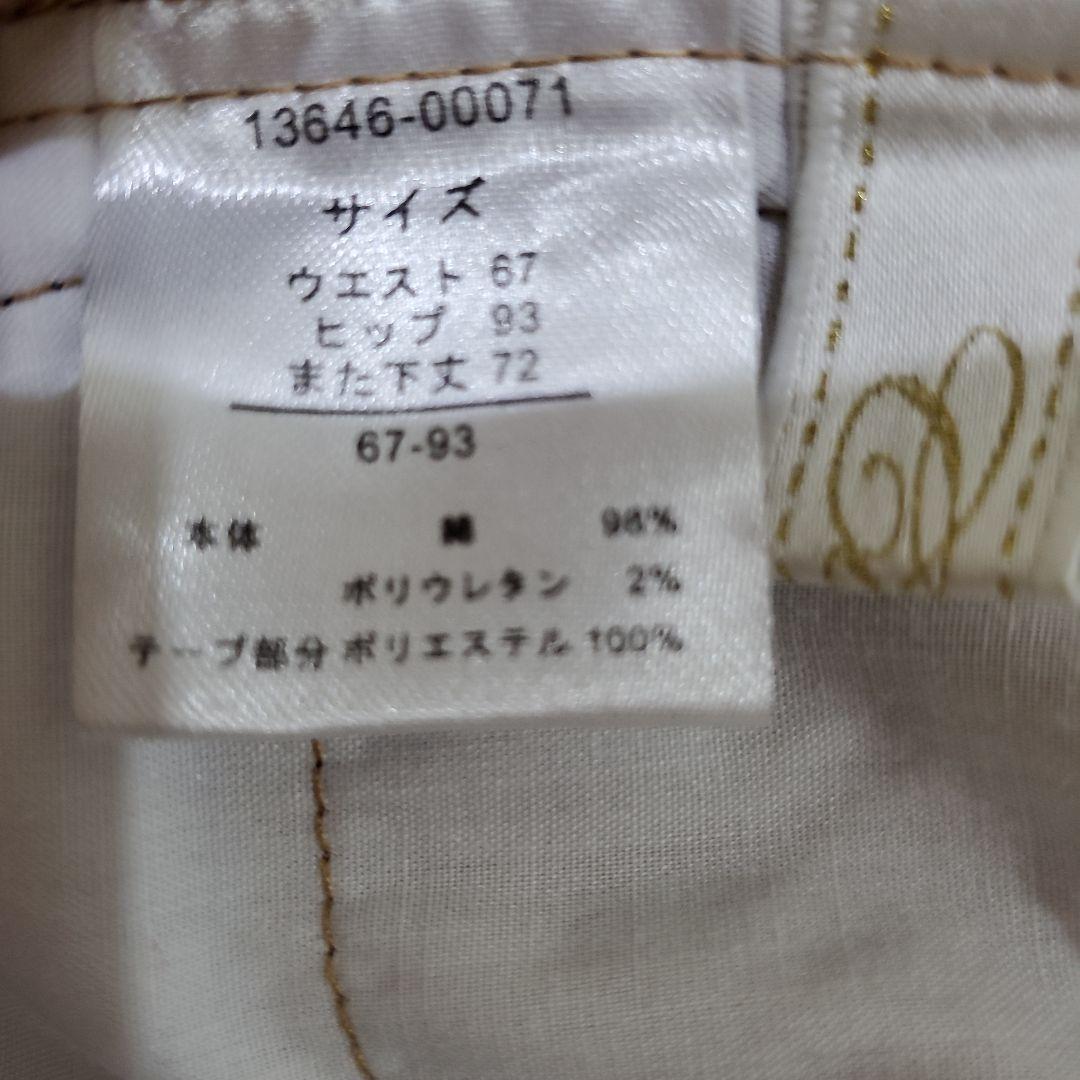 13646-00071
サイズ
ウエスト 67
ヒップ 93
また下丈 72
67-93
本体 綿 98%
ポリウレタン 2%
テープ部分 ポリエステル 100%